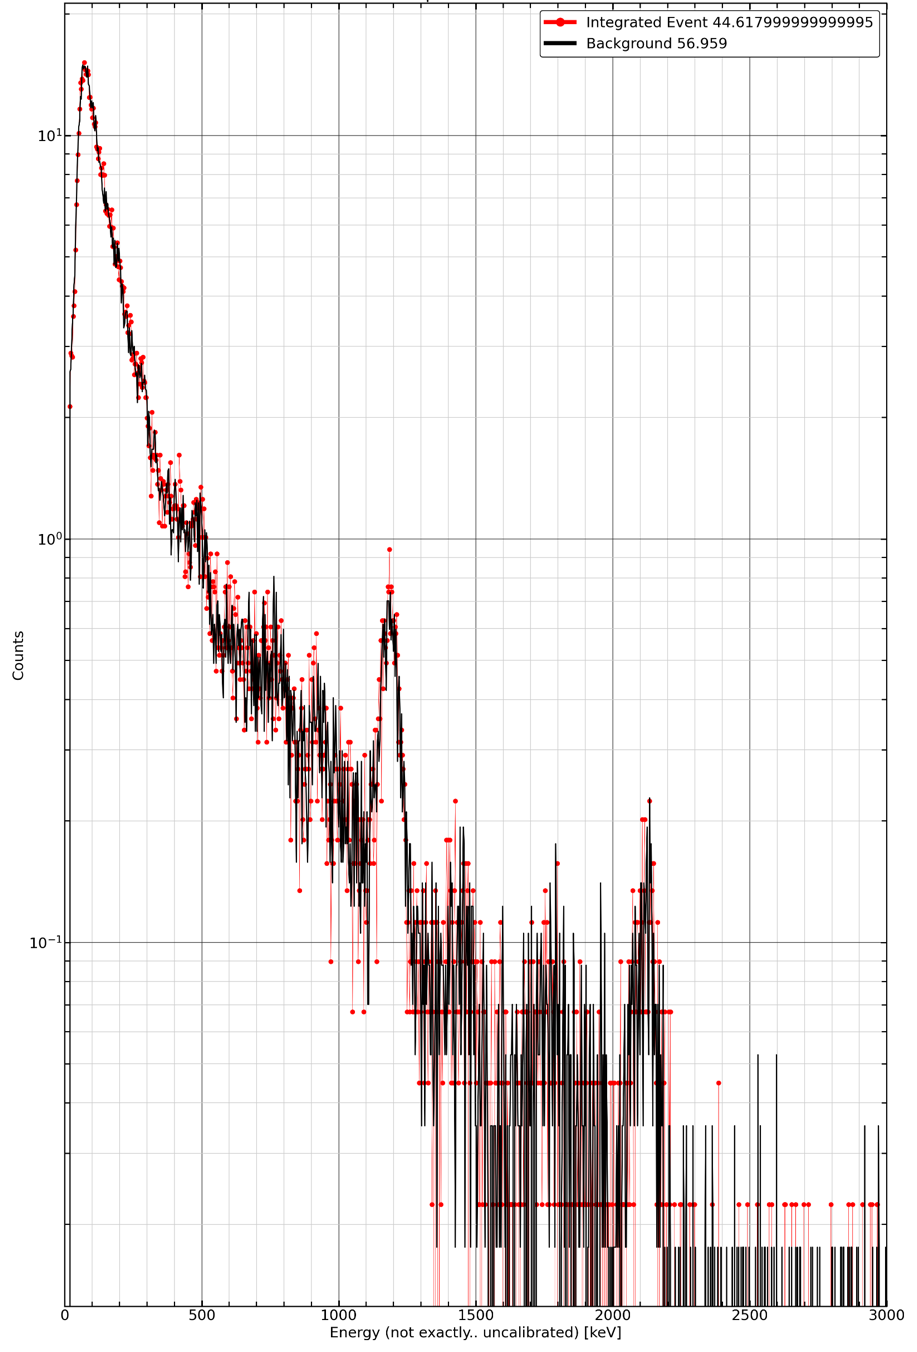 Integrated Event 44.617999999999995
Background 56.959
10¹
10⁰
10⁻¹
Counts
0 500 1000 1500 2000 2500 3000
Energy (not exactly.. uncalibrated) [keV]